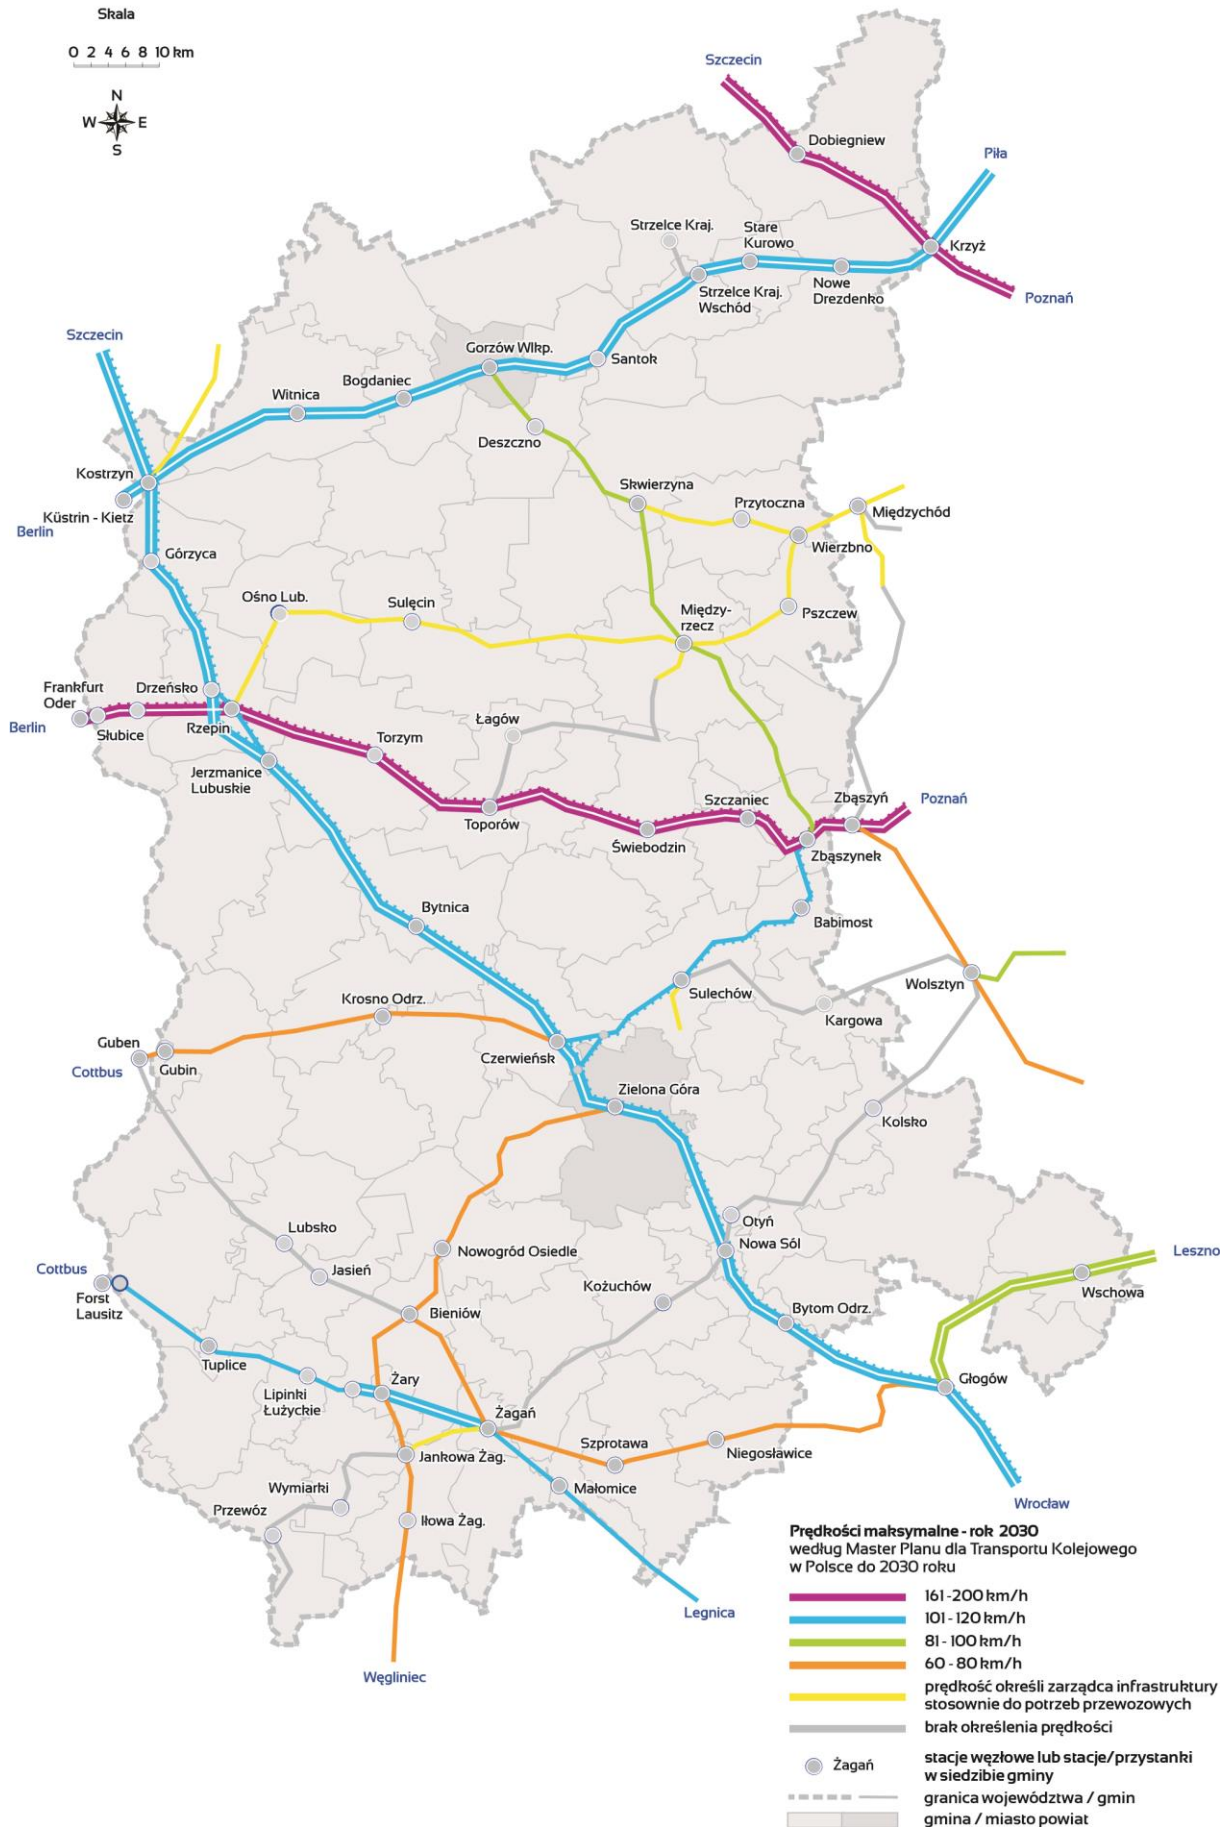 Skala
0 2 4 6 8 10 km
N
W E
S
Szczecin
Dobiegniew
Piła
Strzelce Kraj.
Stare
Kurowo
Krzyż
Strzelce Kraj.
Wschód
Nowe
Drezdenko
Poznań
Szczecin
Gorzów Wlkp.
Santok
Bogdaniec
Witnica
Deszczno
Kostrzyn
Skwierzyna
Przytoczna
Międzychód
Küstrin - Kietz
Berlin
Wierzbno
Górzyca
Ośno Lub.
Sulęcin
Między-
rzecz
Pszczew
Frankfurt
Oder
Drzeńsko
Łagów
Berlin
Słubice
Rzepin
Torzym
Jerzmanice
Lubuskie
Szczaniec
Zbąszyń
Poznań
Toporów
Świebodzin
Zbąszynek
Bytnica
Babimost
Krosno Odrz.
Sulechów
Wolsztyn
Kargowa
Guben
Czerwieńsk
Cottbus
Gubin
Zielona Góra
Kolsko
Otyń
Lubsko
Nowogród Osiedle
Nowa Sól
Leszno
Cottbus
Jasień
Kożuchów
Wschowa
Forst
Lausitz
Bieniów
Bytom Odrz.
Tuplice
Lipinki
Łużyckie
Żary
Głogów
Żagań
Szprotawa
Niegosławice
Jankowa Żag.
Wymiarki
Małomice
Przewóz
Iłowa Żag.
Wrocław
Legnica
Węgliniec
Prędkości maksymalne - rok 2030
według Master Planu dla Transportu Kolejowego
w Polsce do 2030 roku
161 - 200 km/h
101 - 120 km/h
81 - 100 km/h
60 - 80 km/h
prędkość określi zarządca infrastruktury
stosownie do potrzeb przewozowych
brak określenia prędkości
Żagań
stacje węzłowe lub stacje/przystanki
w siedzibie gminy
granica województwa / gmin
gmina / miasto powiat